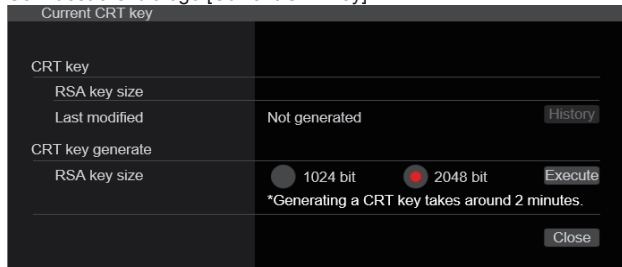 Current CRT key
CRT key
RSA key size
Last modified Not generated History
CRT key generate
RSA key size 1024 bit 2048 bit Execute
*Generating a CRT key takes around 2 minutes.
Close